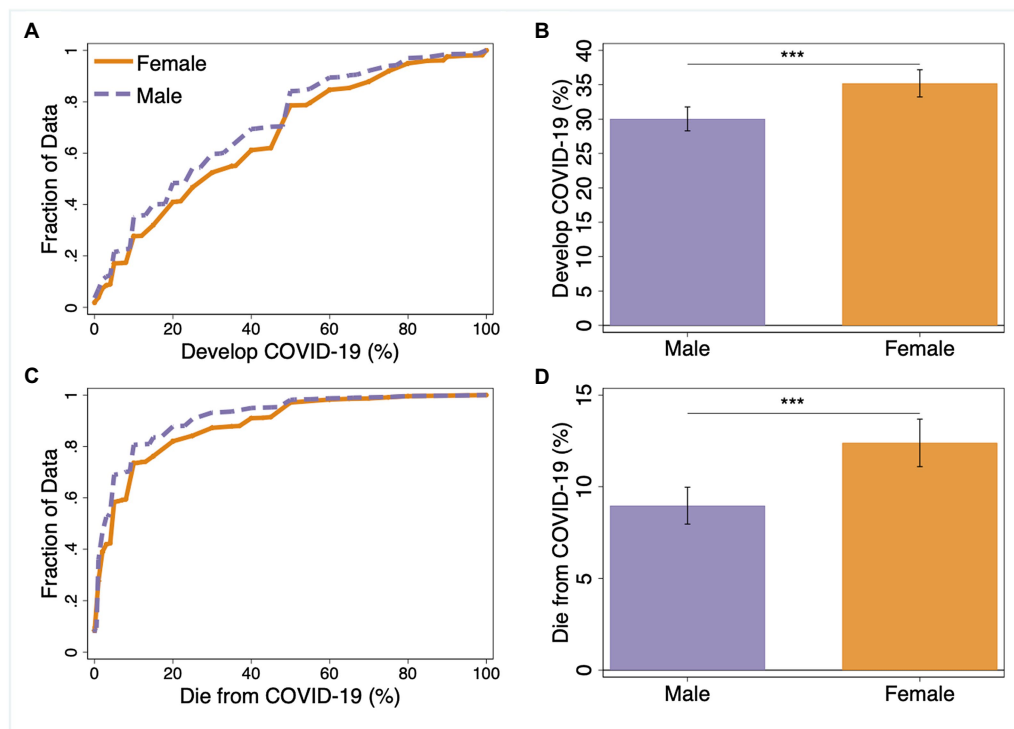 A
Fraction of Data
1
.8
.6
.4
.2
0
Female
Male
0 20 40 60 80 100
Develop COVID-19 (%)
B
Develop COVID-19 (%)
40
35
30
25
20
15
10
5
0
***
Male Female
C
Fraction of Data
1
.8
.6
.4
.2
0
0 20 40 60 80 100
Die from COVID-19 (%)
D
Die from COVID-19 (%)
15
10
5
0
***
Male Female